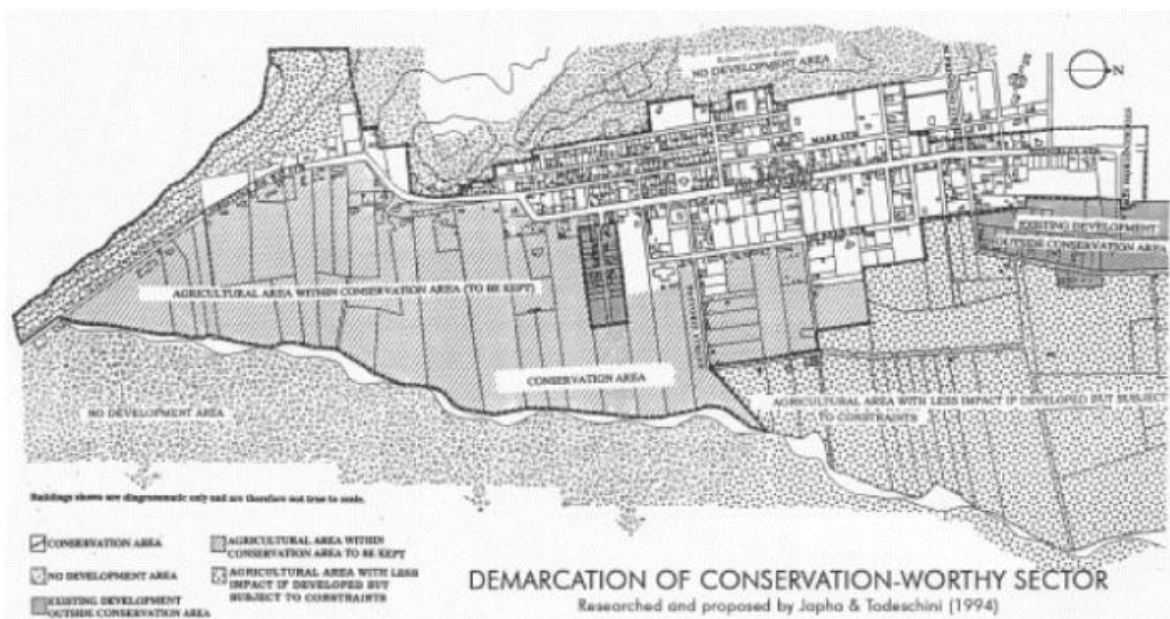 NO DEVELOPMENT AREA
N
MARK STR
EXISTING DEVELOPMENT
OUTSIDE CONSERVATION AREA
AGRICULTURAL AREA WITHIN CONSERVATION AREA (TO BE KEPT)
CONSERVATION AREA
AGRICULTURAL AREA WITH LESS IMPACT IF DEVELOPED BUT SUBJECT
TO CONSTRAINTS
NO DEVELOPMENT AREA
Buildings shown are diagrammatic only and are therefore not true to scale.
CONSERVATION AREA
NO DEVELOPMENT AREA
EXISTING DEVELOPMENT
OUTSIDE CONSERVATION AREA
AGRICULTURAL AREA WITHIN
CONSERVATION AREA TO BE KEPT
AGRICULTURAL AREA WITH LESS
IMPACT IF DEVELOPED BUT
SUBJECT TO CONSTRAINTS
DEMARCATION OF CONSERVATION-WORTHY SECTOR
Researched and proposed by Japha & Todeschini (1994)